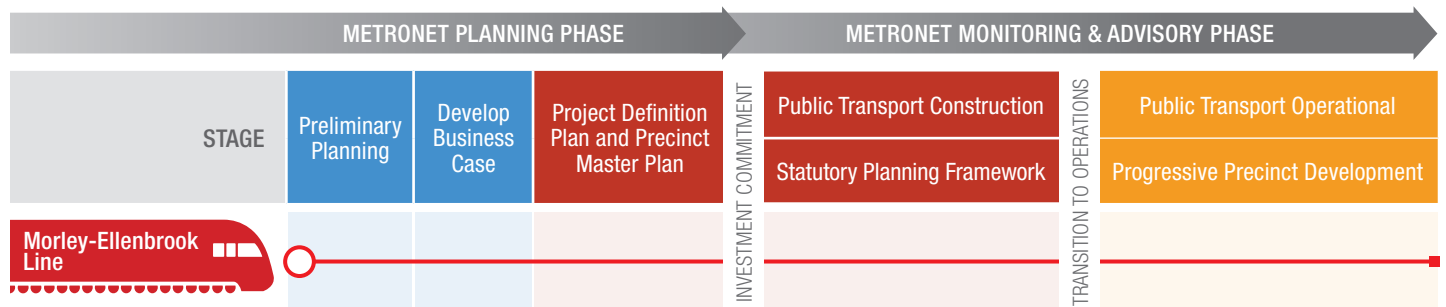 METRONET PLANNING PHASE
METRONET MONITORING & ADVISORY PHASE
STAGE
Preliminary
Planning
Develop
Business
Case
Project Definition
Plan and Precinct
Master Plan
INVESTMENT COMMITMENT
Public Transport Construction
Statutory Planning Framework
TRANSITION TO OPERATIONS
Public Transport Operational
Progressive Precinct Development
Morley-Ellenbrook
Line